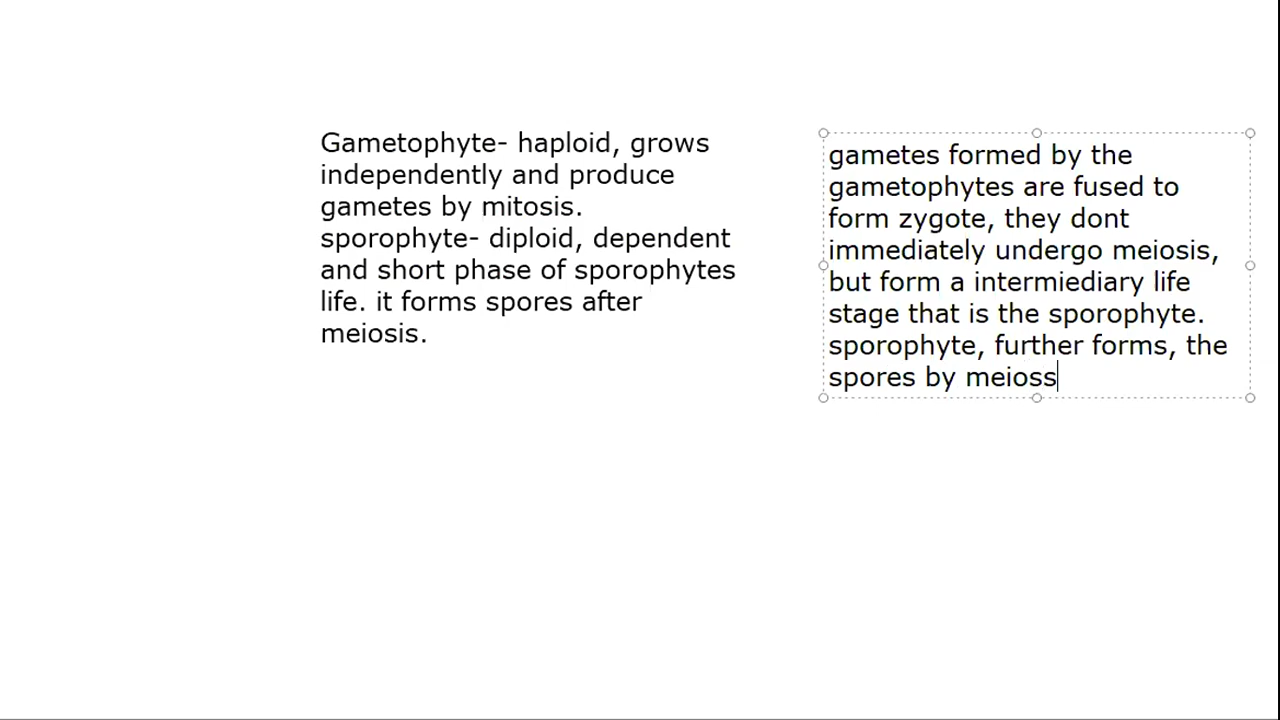 Gametophyte- haploid, grows
independently and produce
gametes by mitosis.
sporophyte- diploid, dependent
and short phase of sporophytes
life. it forms spores after
meiosis.
gametes formed by the
gametophytes are fused to
form zygote, they dont
immediately undergo meiosis,
but form a intermiediary life
stage that is the sporophyte.
sporophyte, further forms, the
spores by meioss